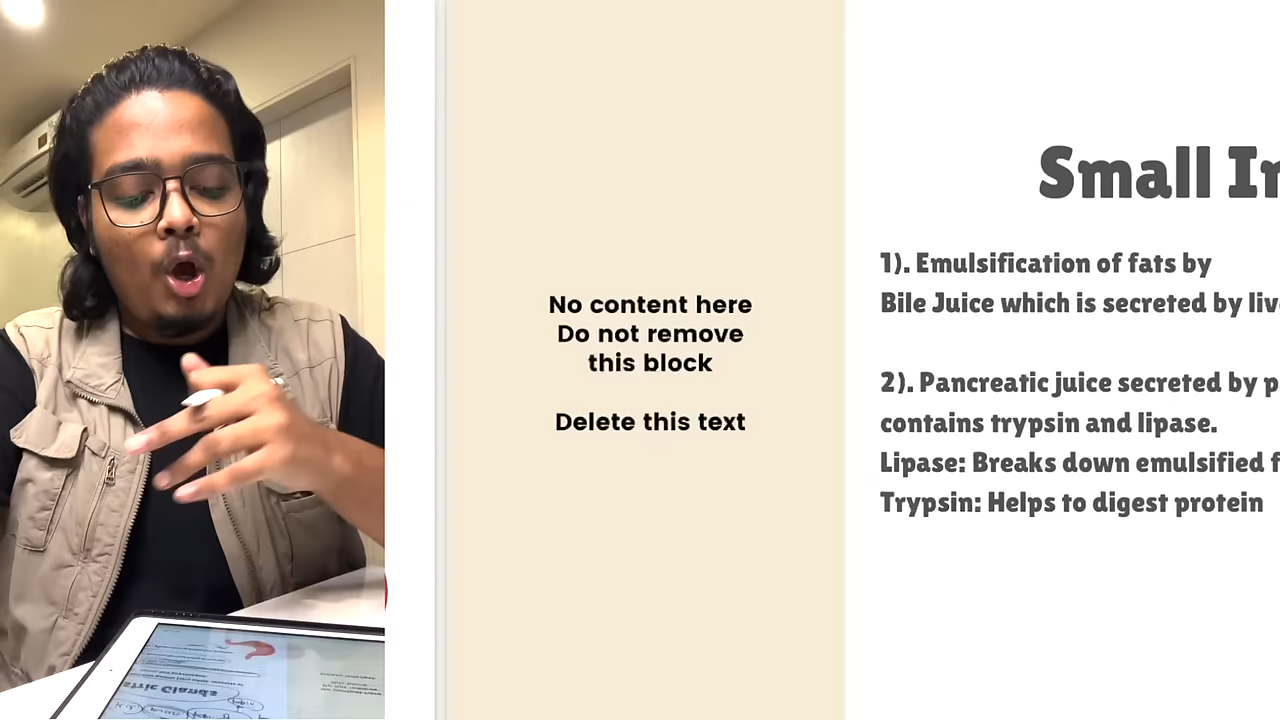 No content here
Do not remove
this block
Delete this text
Small
1). Emulsification of fats by
Bile Juice which is secreted by
2). Pancreatic juice secreted by
contains trypsin and lipase.
Lipase: Breaks down emulsified
Trypsin: Helps to digest protein
Glands